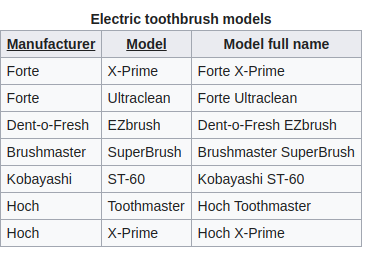 Electric toothbrush models
Manufacturer Model Model full name
Forte X-Prime Forte X-Prime
Forte Ultraclean Forte Ultraclean
Dent-o-Fresh EZbrush Dent-o-Fresh EZbrush
Brushmaster SuperBrush Brushmaster SuperBrush
Kobayashi ST-60 Kobayashi ST-60
Hoch Toothmaster Hoch Toothmaster
Hoch X-Prime Hoch X-Prime